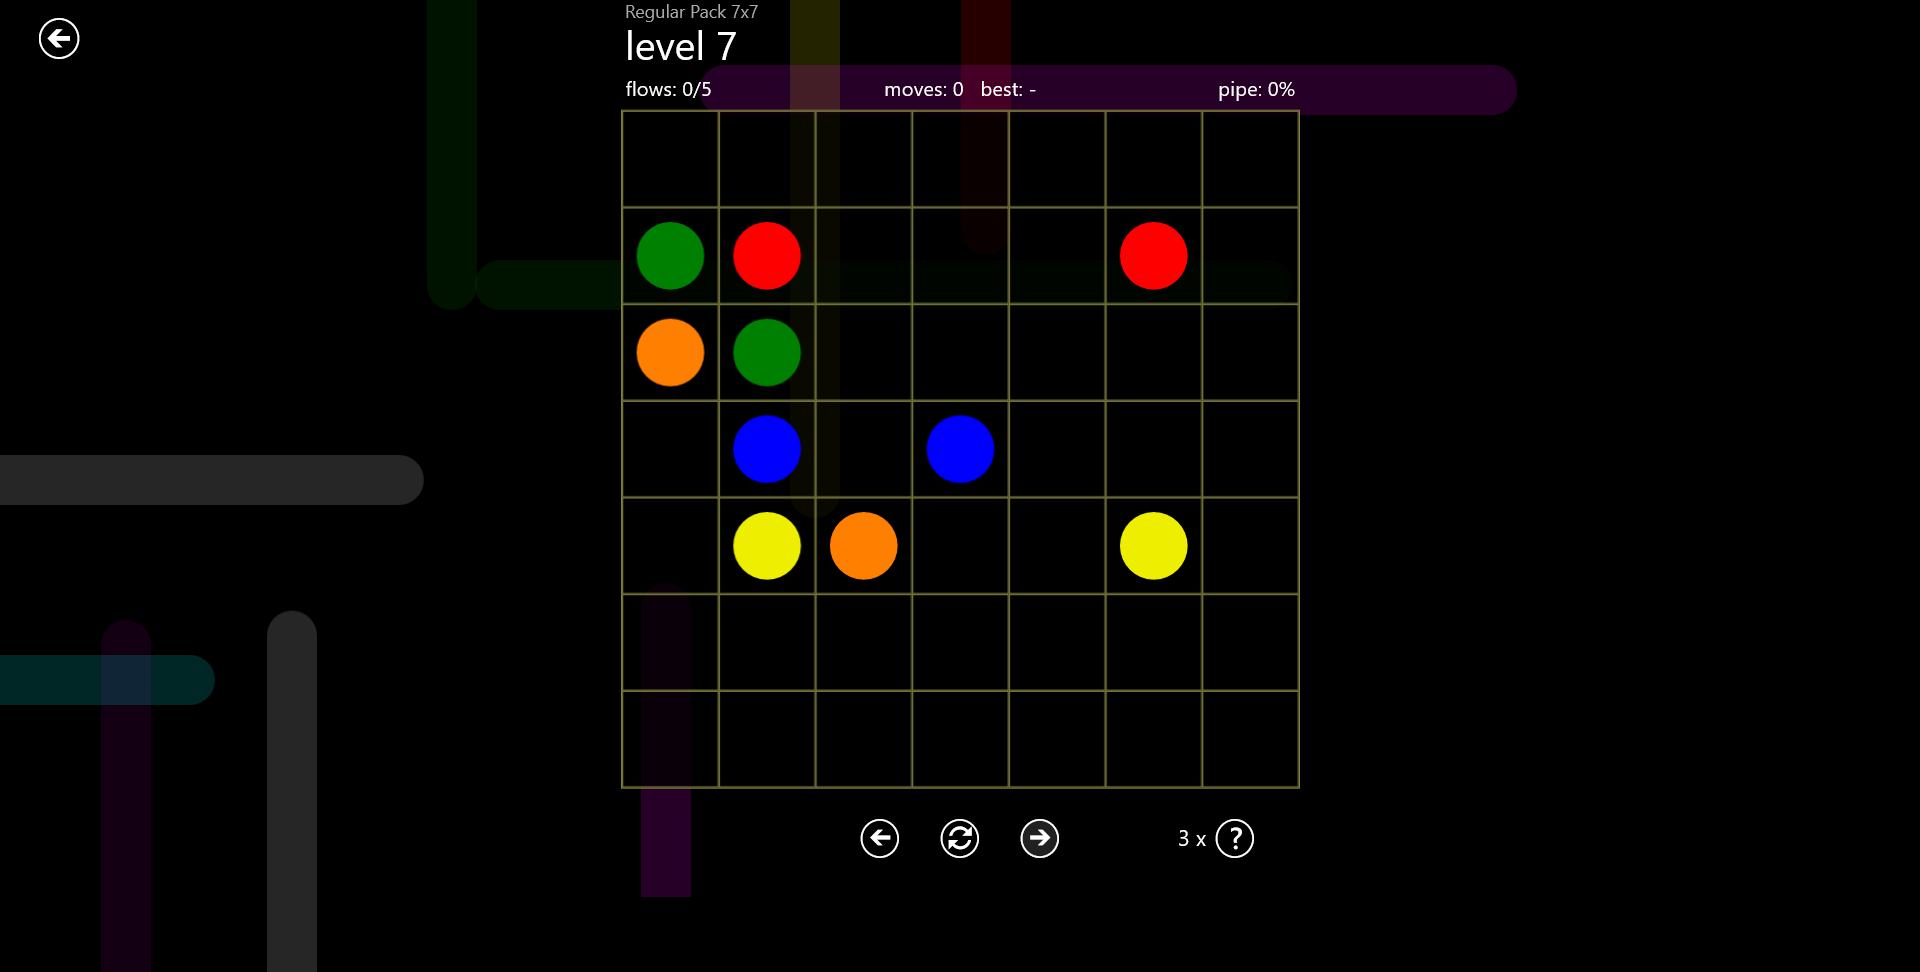 Regular Pack 7x7
level 7
flows: 0/5 moves: 0 best: - pipe: 0%
3 x ?